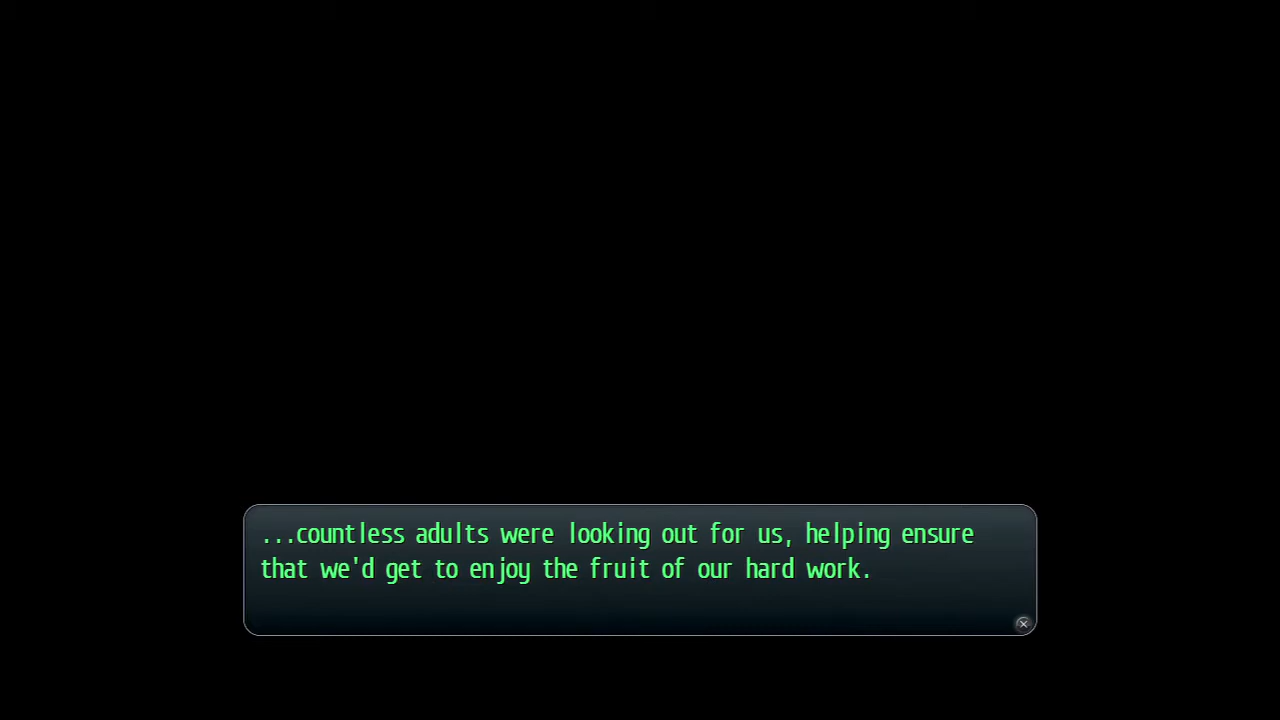 ...countless adults were looking out for us, helping ensure
that we'd get to enjoy the fruit of our hard work.